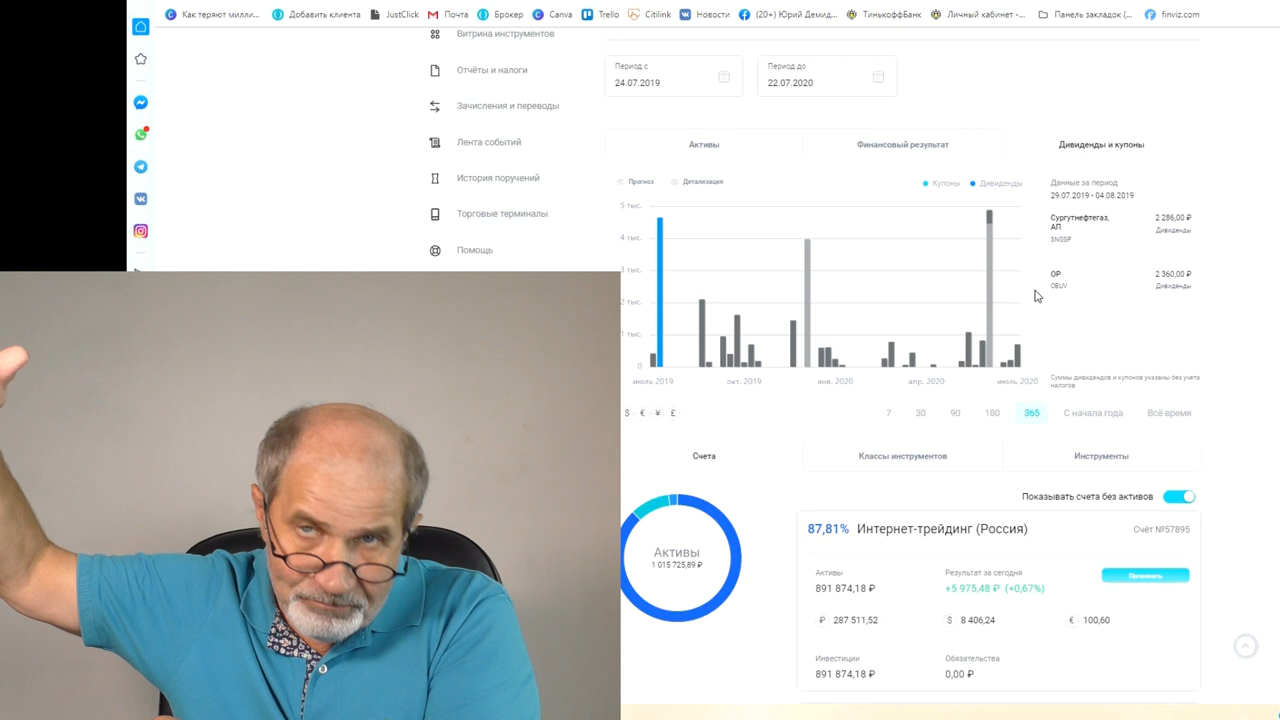 Как теряют милли...
Добавить клиента
JustClick
Почта
Брокер
Canva
Trello
Citilink
Новости
(20+) Юрий Демид...
ТинькоффБанк
Личный кабинет -...
Панель закладок (...
finviz.com
Витрина инструментов
Отчёты и налоги
Зачисления и переводы
Лента событий
История поручений
Торговые терминалы
Помощь
Период с
24.07.2019
Период до
22.07.2020
Активы
Финансовый результат
Дивиденды и купоны
Прогноз
Детализация
Купоны
Дивиденды
5 тыс.
4 тыс.
3 тыс.
2 тыс.
1 тыс.
0
июль 2019
окт. 2019
янв. 2020
апр. 2020
июль 2020
Данные за период
29.07.2019 - 04.08.2019
Сургутнефтегаз,
АП
SNGSP
2 286,00 ₽
Дивиденды
ОР
OBUV
2 360,00 ₽
Дивиденды
Суммы дивидендов и купонов указаны без учета
налогов
$ € ¥ £
7
30
90
180
365
С начала года
Всё время
Счета
Классы инструментов
Инструменты
Показывать счета без активов
Активы
1 015 725,89 ₽
87,81% Интернет-трейдинг (Россия)
Счёт №57895
Активы
891 874,18 ₽
Результат за сегодня
+5 975,48 ₽ (+0,67%)
Пополнить
₽ 287 511,52
$ 8 406,24
€ 100,60
Инвестиции
891 874,18 ₽
Обязательства
0,00 ₽